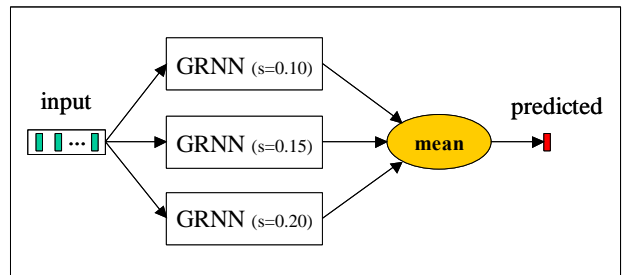 GRNN (s=0.10)
input
predicted
...
GRNN (s=0.15)
mean
GRNN (s=0.20)